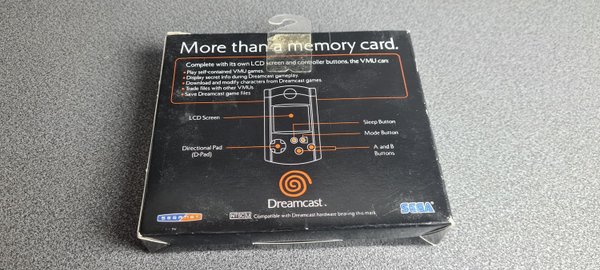 More than a memory card.
Complete with its own LCD screen and controller buttons, the VMU can:
• Play self-contained VMU games.
• Display secret info during Dreamcast gameplay.
• Download and modify characters from Dreamcast games.
• Trade files with other VMUs
• Save Dreamcast game files
LCD Screen
Sleep Button
Mode Button
Directional Pad
(D-Pad)
A and B
Buttons
Dreamcast™
NTSC/U Compatible with Dreamcast hardware bearing this mark.
SEGA